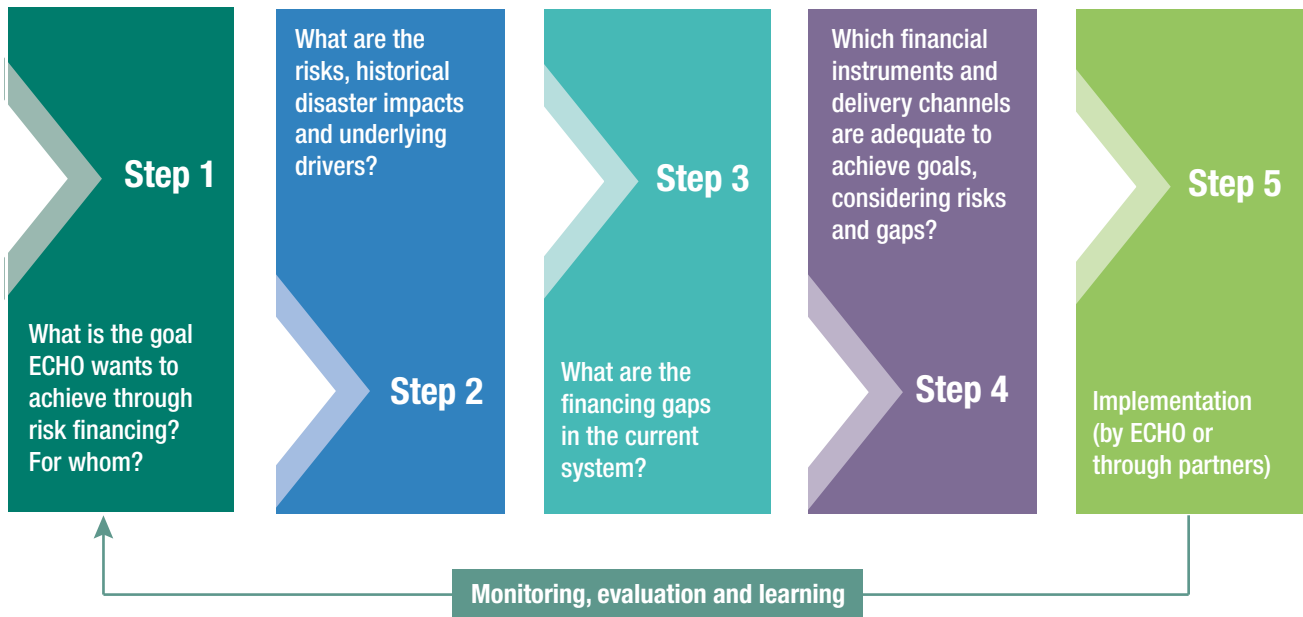 Step 1
What is the goal
ECHO wants to
achieve through
risk financing?
For whom?
What are the
risks, historical
disaster impacts
and underlying
drivers?
Step 2
Step 3
What are the
financing gaps
in the current
system?
Which financial
instruments and
delivery channels
are adequate to
achieve goals,
considering risks
and gaps?
Step 4
Step 5
Implementation
(by ECHO or
through partners)
Monitoring, evaluation and learning